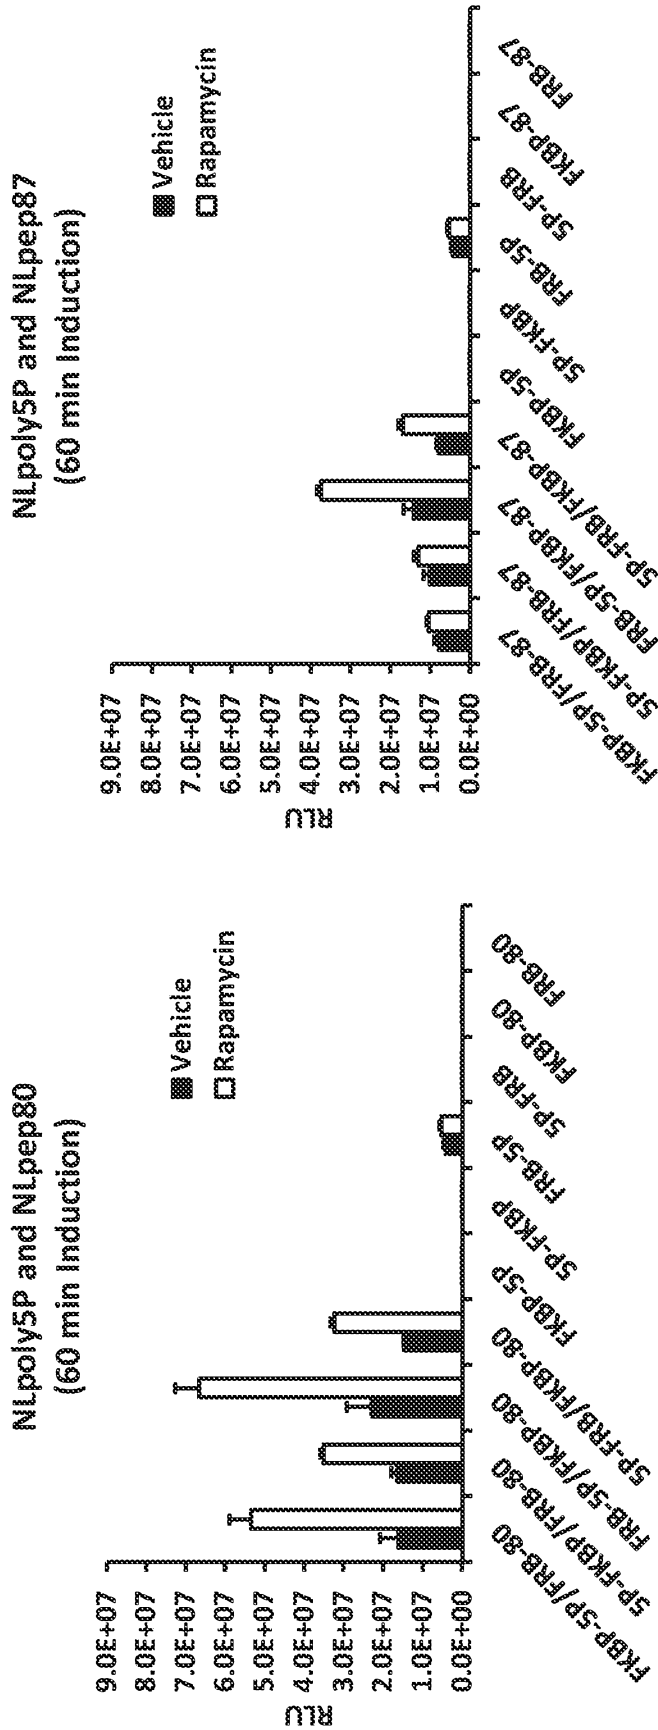 NLpoly5P and NLpep80
(60 min Induction)
Vehicle
Rapamycin
RLU
9.0E+07
8.0E+07
7.0E+07
6.0E+07
5.0E+07
4.0E+07
3.0E+07
2.0E+07
1.0E+07
0.0E+00
FKBP-5P/FRB-80
5P-FKBP/FRB-80
FRB-5P/FKBP-80
5P-FRB/FKBP-80
FKBP-5P
5P-FKBP
FRB-5P
5P-FRB
FKBP-80
FRB-80
NLpoly5P and NLpep87
(60 min Induction)
Vehicle
Rapamycin
RLU
9.0E+07
8.0E+07
7.0E+07
6.0E+07
5.0E+07
4.0E+07
3.0E+07
2.0E+07
1.0E+07
0.0E+00
FKBP-5P/FRB-87
5P-FKBP/FRB-87
FRB-5P/FKBP-87
5P-FRB/FKBP-87
FKBP-5P
5P-FKBP
FRB-5P
5P-FRB
FKBP-87
FRB-87